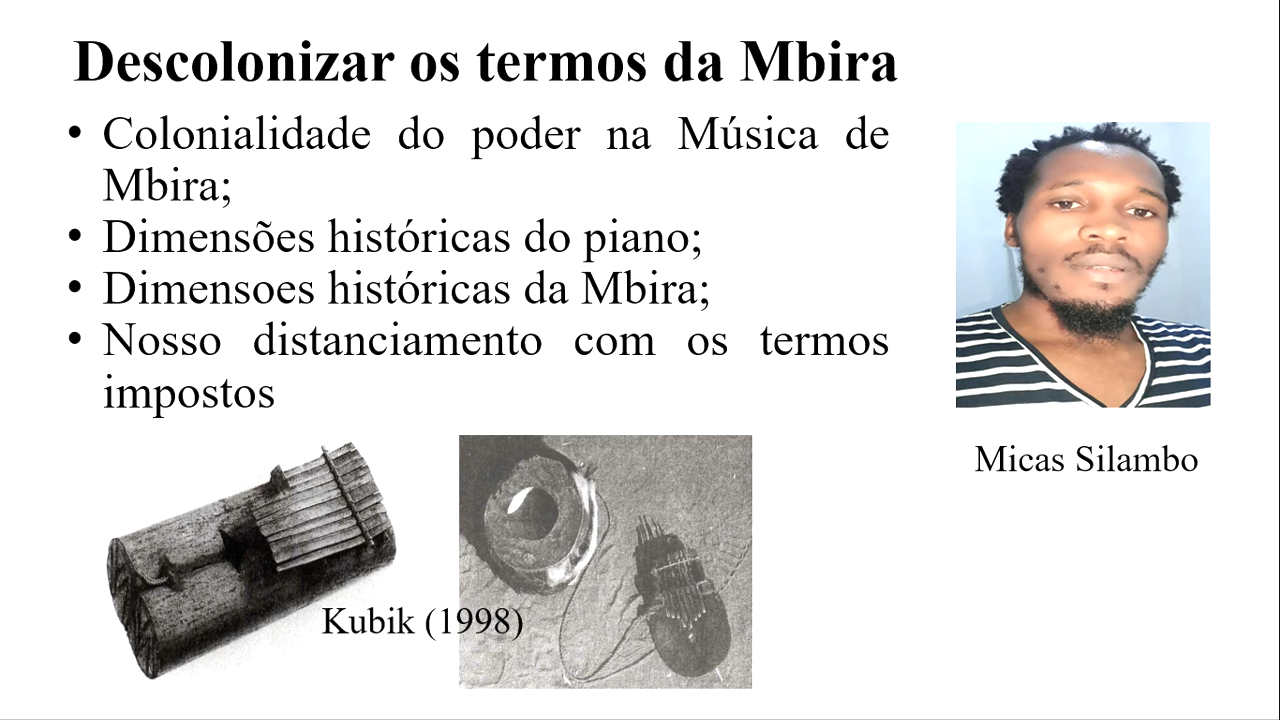 Descolonizar os termos da Mbira
• Colonialidade do poder na Música de
Mbira;
• Dimensões históricas do piano;
• Dimensoes históricas da Mbira;
• Nosso distanciamento com os termos
impostos
Micas Silambo
Kubik (1998)